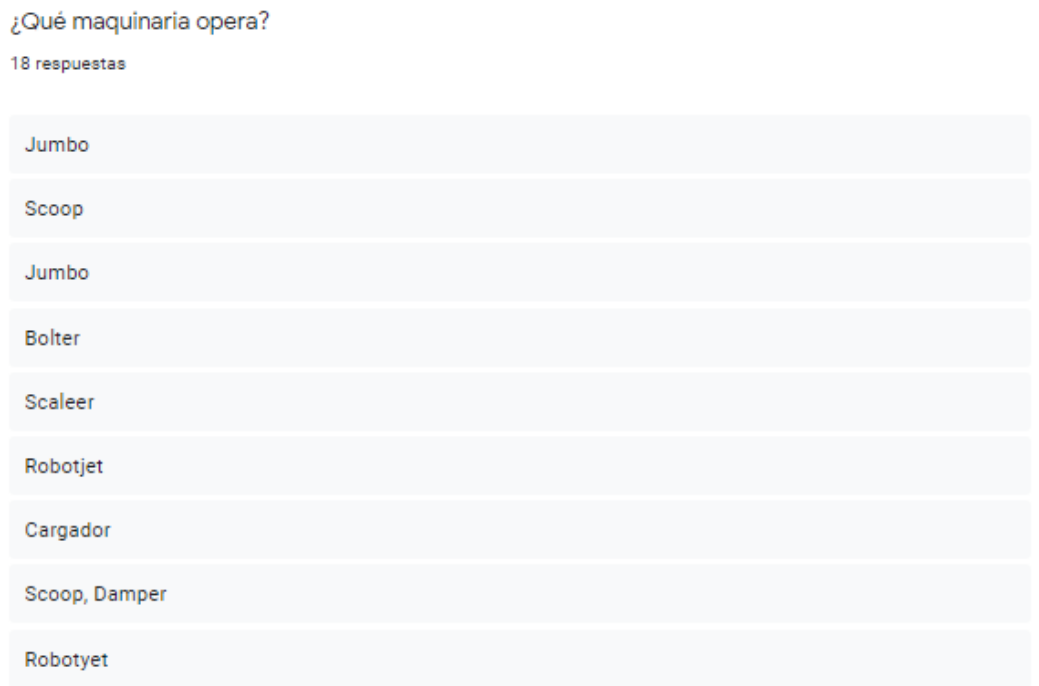 ¿Qué maquinaria opera?
18 respuestas
Jumbo
Scoop
Jumbo
Bolter
Scaleer
Robotjet
Cargador
Scoop, Damper
Robotyet